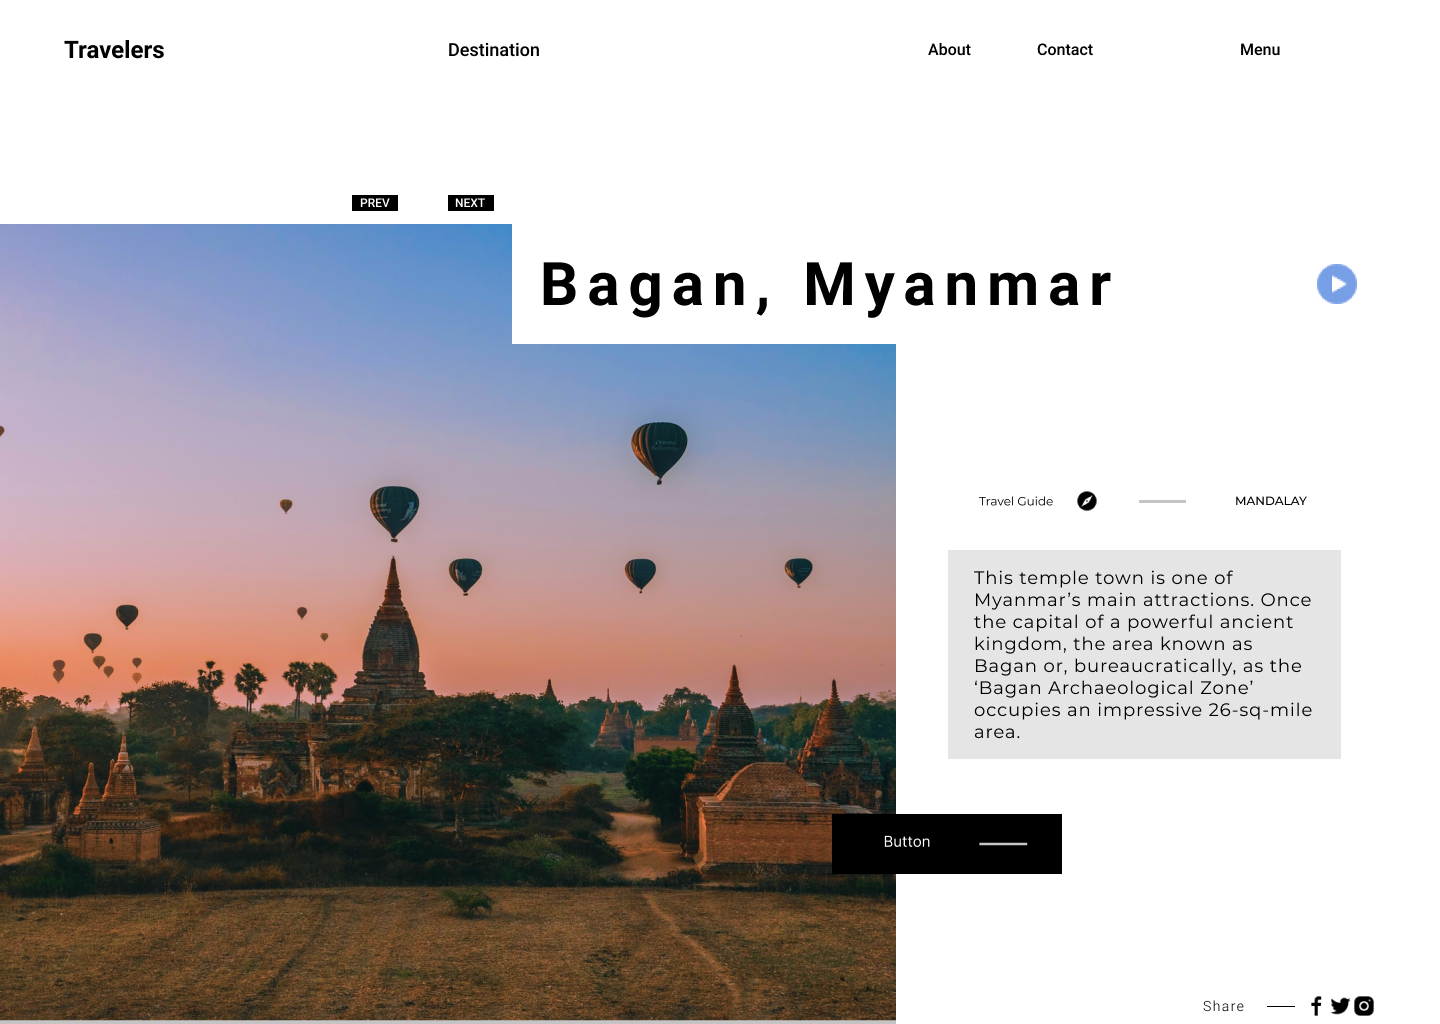 Travelers
Destination
About
Contact
Menu
PREV
NEXT
Bagan, Myanmar
Travel Guide
MANDALAY
This temple town is one of
Myanmar’s main attractions. Once
the capital of a powerful ancient
kingdom, the area known as
Bagan or, bureaucratically, as the
‘Bagan Archaeological Zone’
occupies an impressive 26-sq-mile
area.
Button
Share